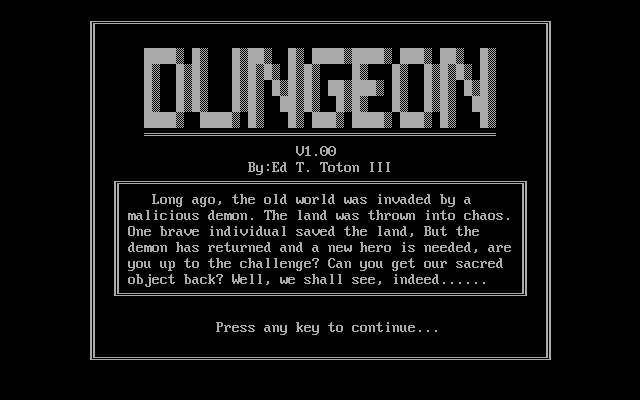 DUNGEON
V1.00
By:Ed T. Toton III
Long ago, the old world was invaded by a
malicious demon. The land was thrown into chaos.
One brave individual saved the land, But the
demon has returned and a new hero is needed, are
you up to the challenge? Can you get our sacred
object back? Well, we shall see, indeed......
Press any key to continue...